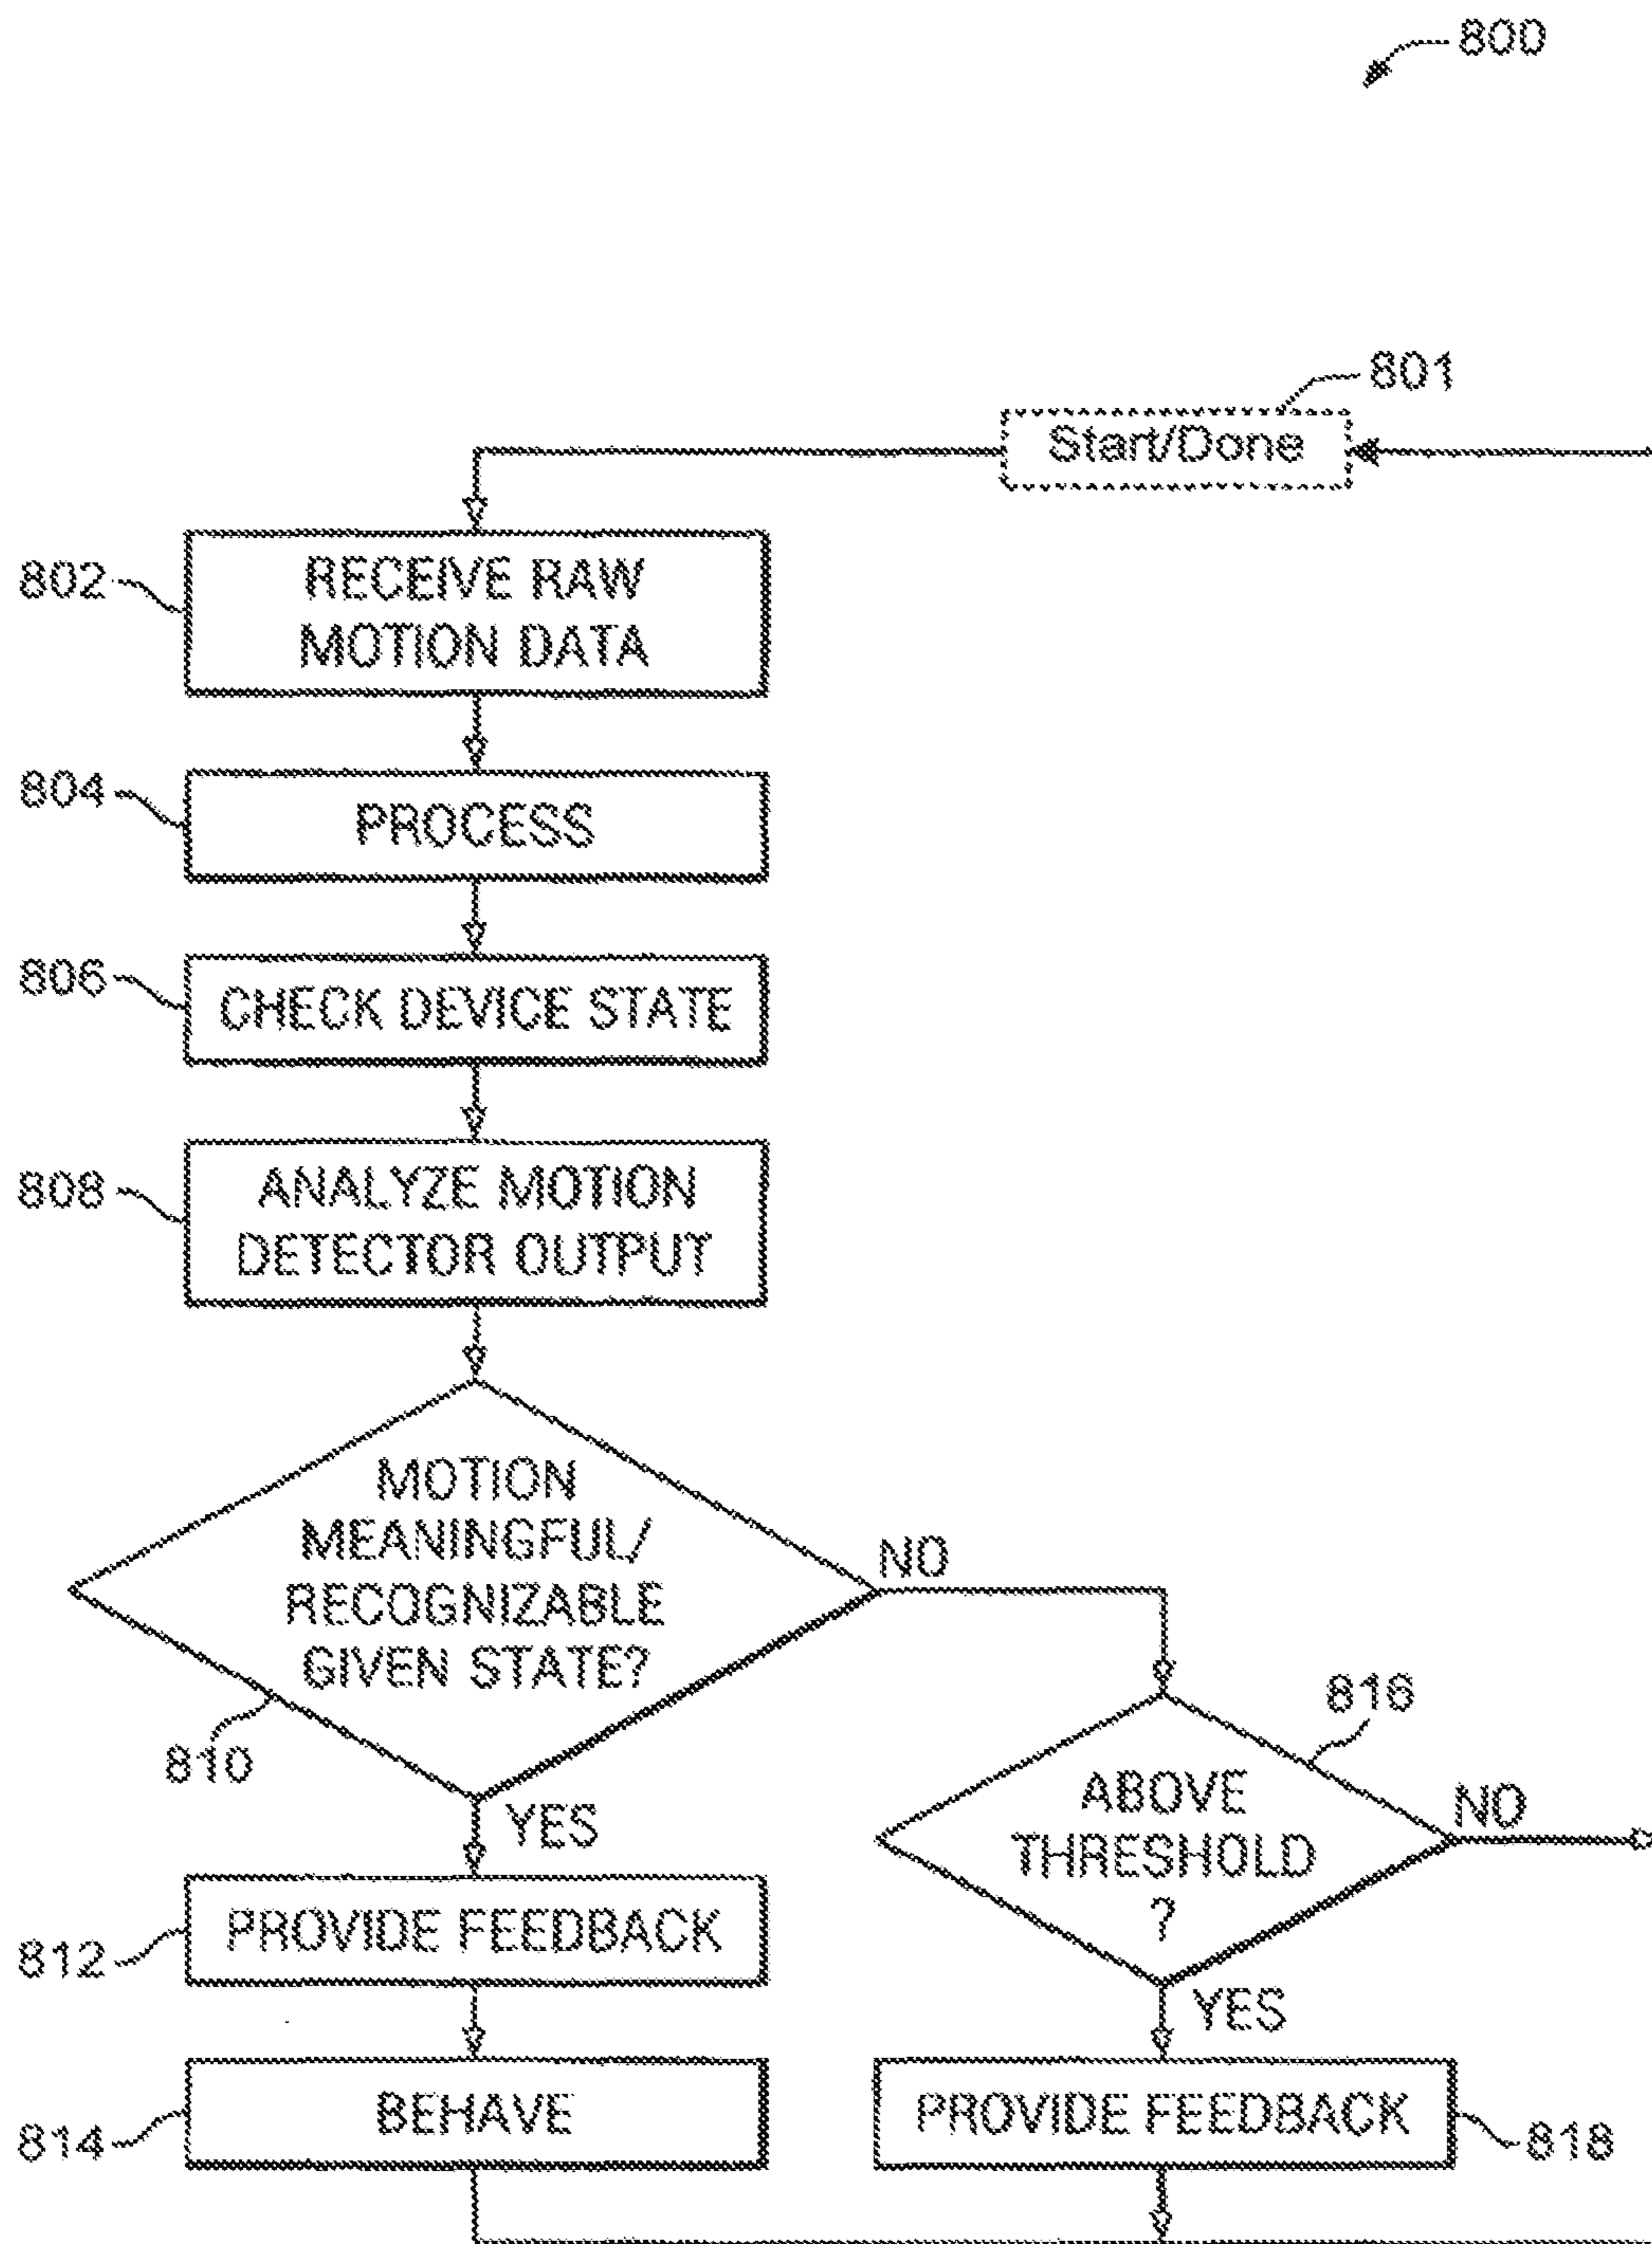 800
801
Start/Done
802
RECEIVE RAW
MOTION DATA
804
PROCESS
806
CHECK DEVICE STATE
808
ANALYZE MOTION
DETECTOR OUTPUT
MOTION
MEANINGFUL/
RECOGNIZABLE
GIVEN STATE?
NO
810
YES
816
ABOVE
THRESHOLD
?
NO
YES
812
PROVIDE FEEDBACK
814
BEHAVE
PROVIDE FEEDBACK
818